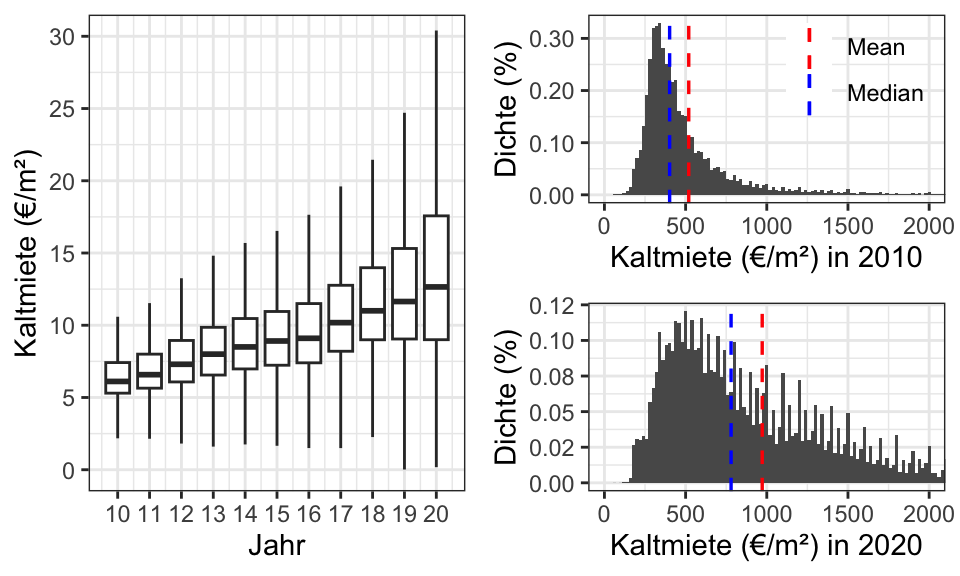 Kaltmiete (€/m²)
30
25
20
15
10
5
0
10 11 12 13 14 15 16 17 18 19 20
Jahr
Dichte (%)
0.30
0.20
0.10
0.00
Mean
Median
0 500 1000 1500 2000
Kaltmiete (€/m²) in 2010
Dichte (%)
0.12
0.10
0.08
0.05
0.02
0.00
0 500 1000 1500 2000
Kaltmiete (€/m²) in 2020